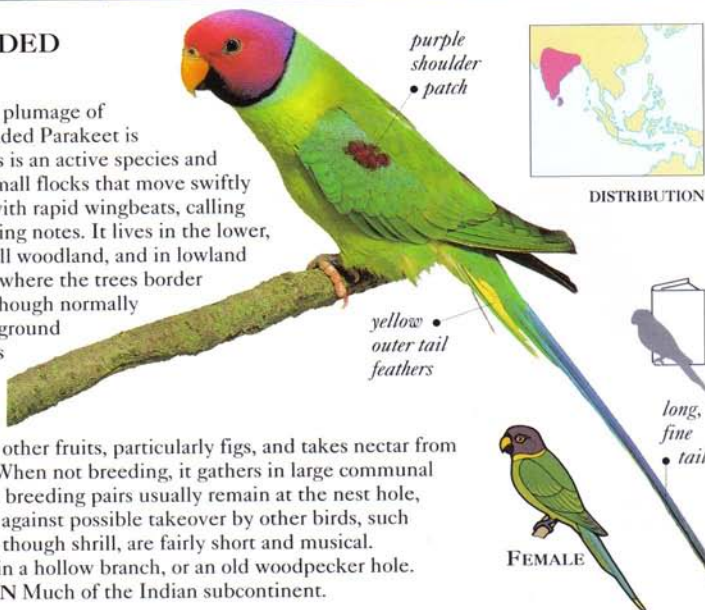 DED
plumage of
ded Parakeet is
s is an active species and
mall flocks that move swiftly
with rapid wingbeats, calling
ing notes. It lives in the lower,
ll woodland, and in lowland
where the trees border
hough normally
ground
s
other fruits, particularly figs, and takes nectar from
When not breeding, it gathers in large communal
breeding pairs usually remain at the nest hole,
against possible takeover by other birds, such
though shrill, are fairly short and musical.
in a hollow branch, or an old woodpecker hole.
N Much of the Indian subcontinent.
purple
shoulder
patch
DISTRIBUTION
yellow
outer tail
feathers
long,
fine
tail
FEMALE